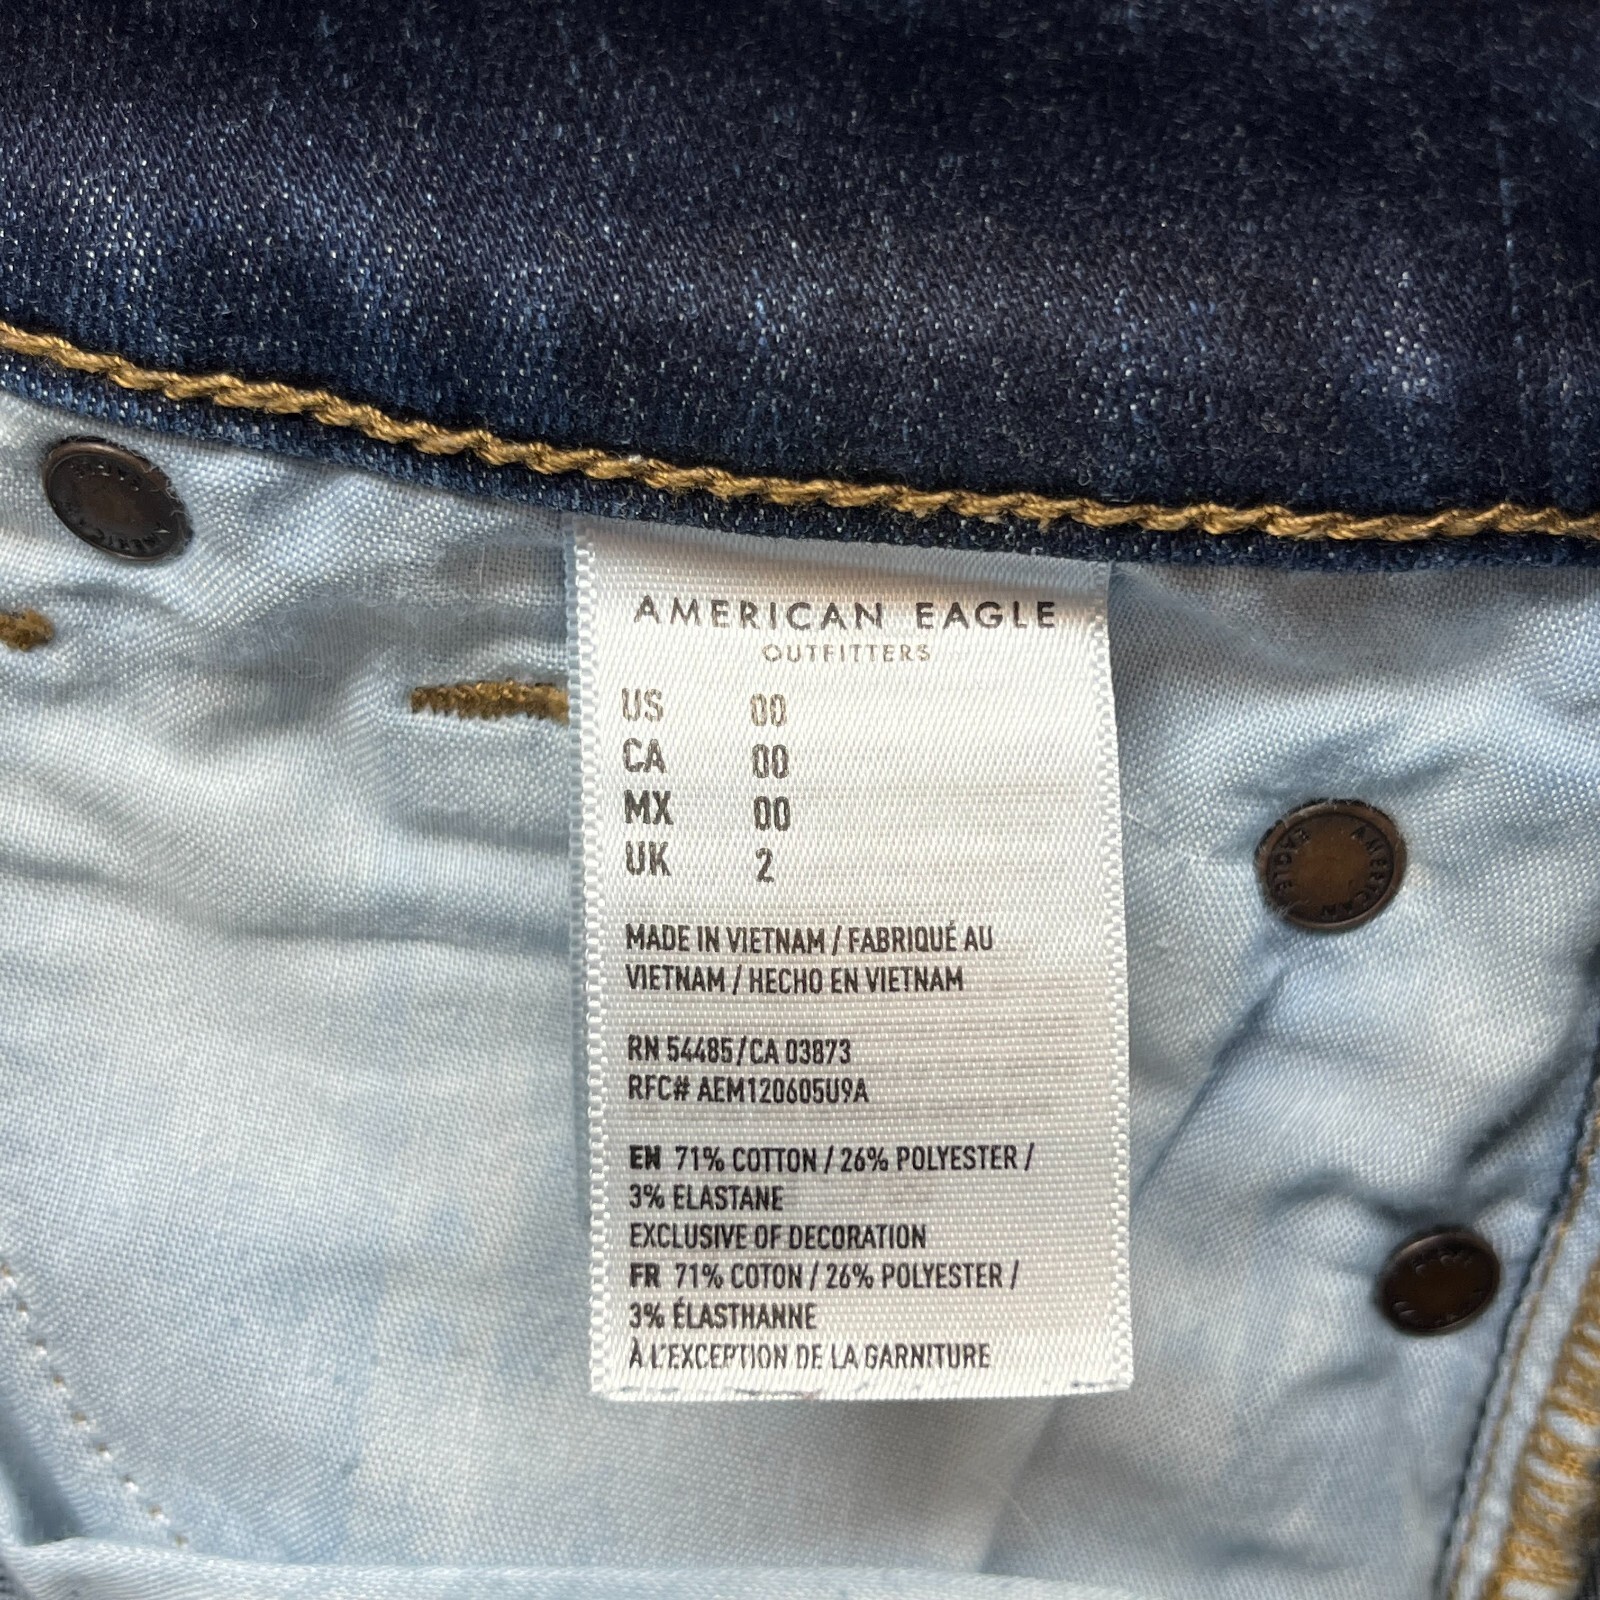 AMERICAN EAGLE
OUTFITTERS
US 00
CA 00
MX 00
UK 2
MADE IN VIETNAM / FABRIQUÉ AU
VIETNAM / HECHO EN VIETNAM
RN 54485/CA 03873
RFC# AEM120605U9A
EN 71% COTTON / 26% POLYESTER /
3% ELASTANE
EXCLUSIVE OF DECORATION
FR 71% COTON / 26% POLYESTER /
3% ÉLASTHANNE
À L'EXCEPTION DE LA GARNITURE
AMERICAN
EAGLE